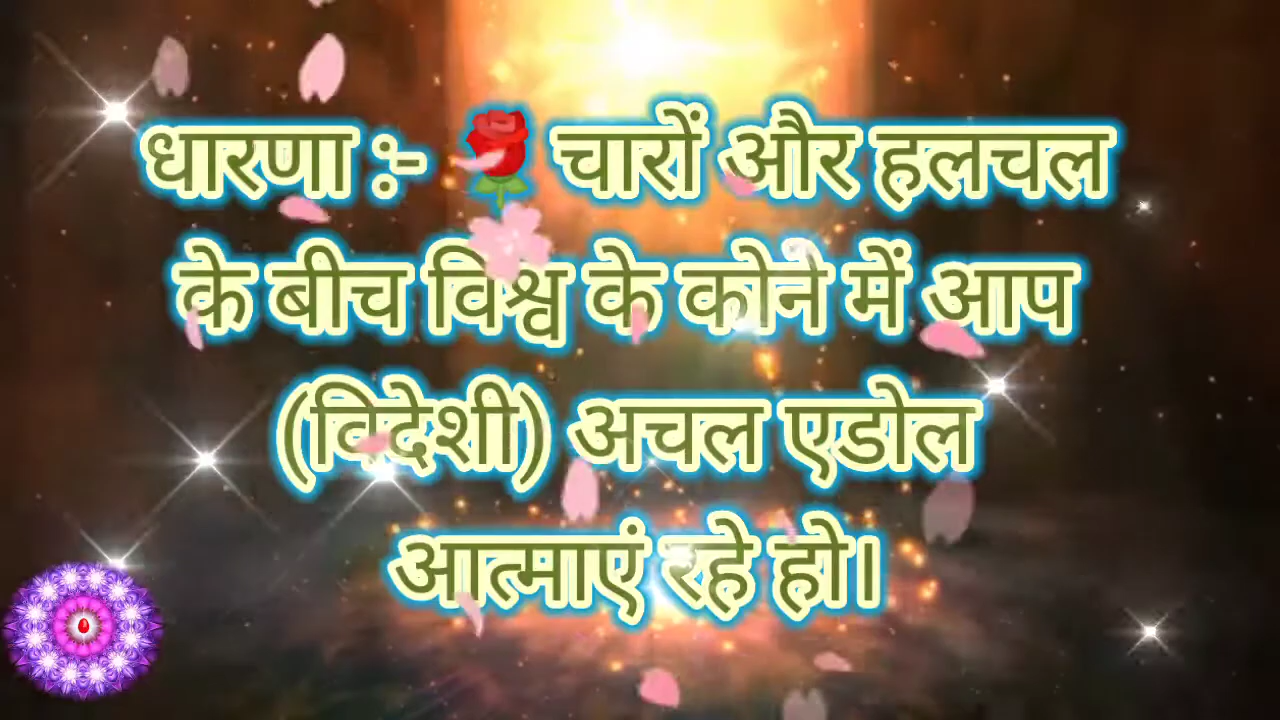 धारणा :- 🌹 चारों और हलचल
के बीच विश्व के कोने में आप
(विदेशी) अचल एडोल
आत्माएं रहे हो।